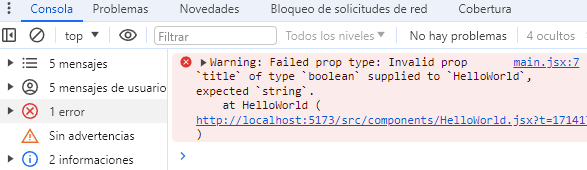 Consola Problemas Novedades Bloqueo de solicitudes de red Cobertura
top Filtrar Todos los niveles No hay problemas 4 ocultos
5 mensajes
5 mensajes de usuario
1 error
Sin advertencias
2 informaciones
Warning: Failed prop type: Invalid prop main.jsx:7
`title` of type `boolean` supplied to `HelloWorld`,
expected `string`.
at HelloWorld (
http://localhost:5173/src/components/HelloWorld.jsx?t=17141
)